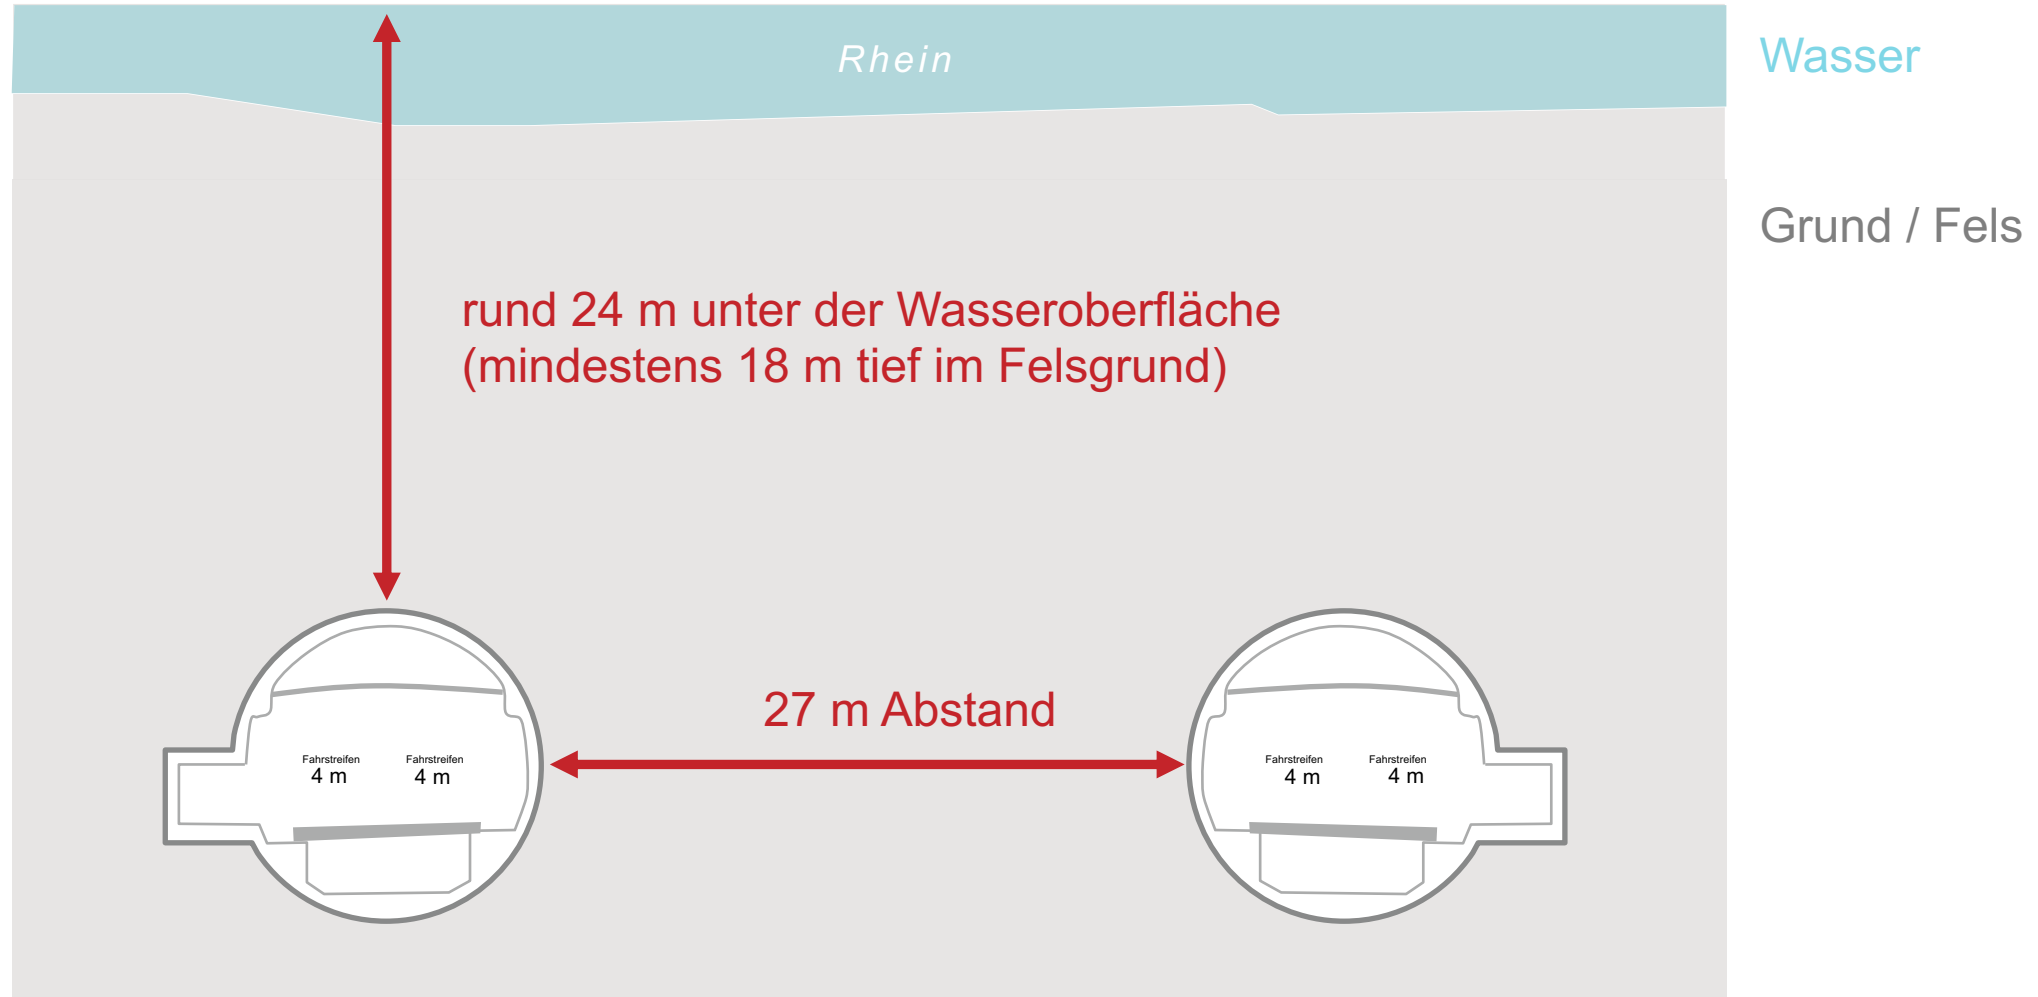 Rhein
Wasser
Grund / Fels
rund 24 m unter der Wasseroberfläche
(mindestens 18 m tief im Felsgrund)
27 m Abstand
Fahrstreifen
4 m
Fahrstreifen
4 m
Fahrstreifen
4 m
Fahrstreifen
4 m